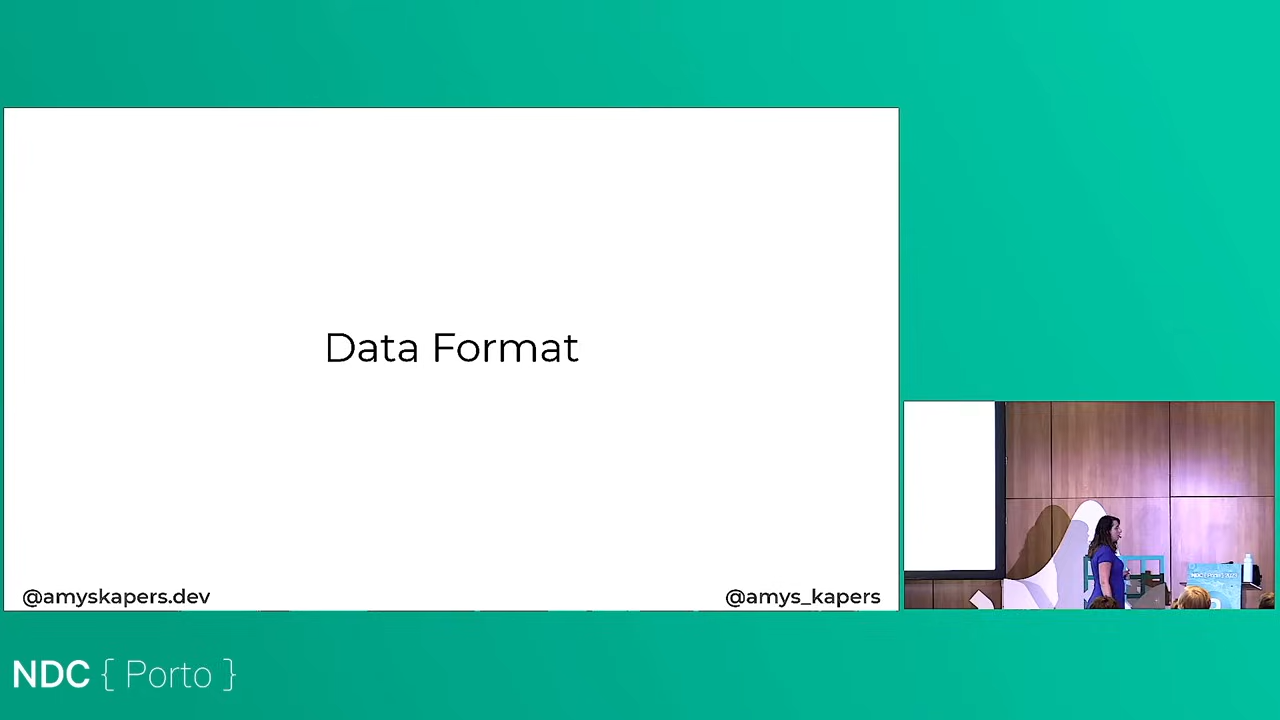 Data Format
@amyskapers.dev
@amys_kapers
NDC { Porto }